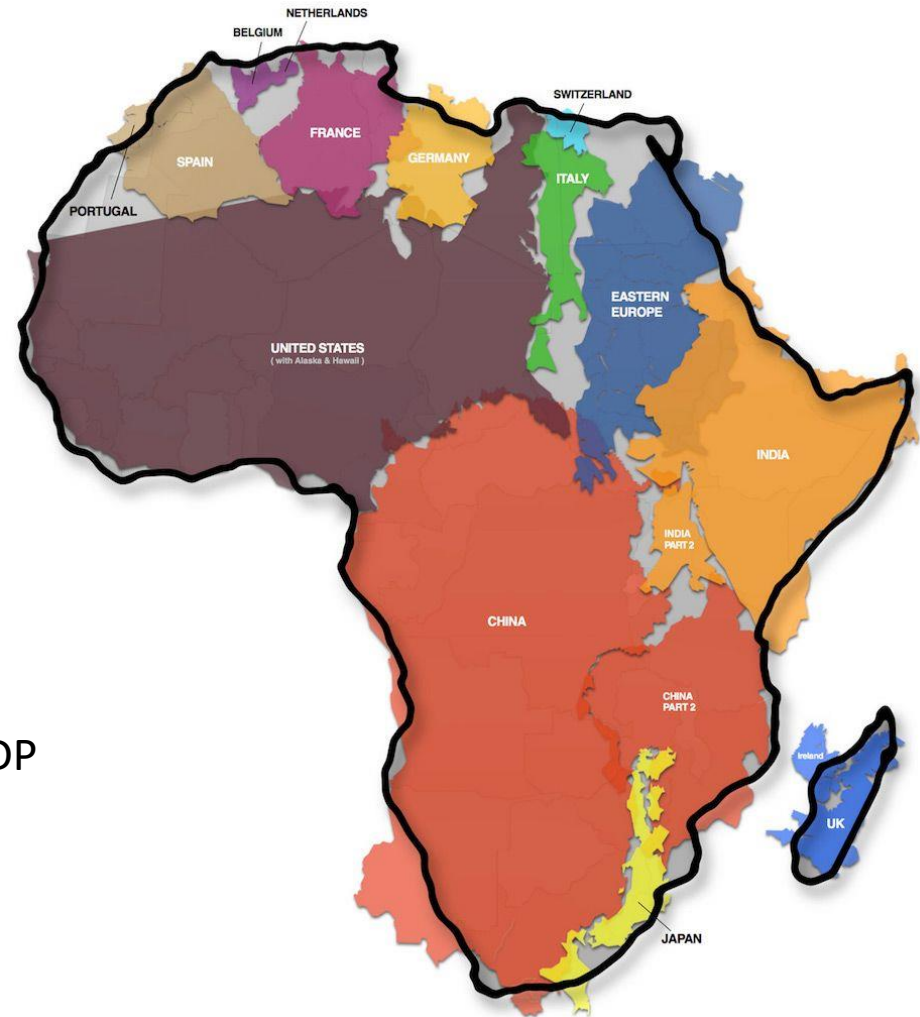 NETHERLANDS
BELGIUM
SWITZERLAND
FRANCE
GERMANY
SPAIN
ITALY
PORTUGAL
EASTERN
EUROPE
UNITED STATES
( with Alaska & Hawaii )
INDIA
INDIA
PART 2
CHINA
CHINA
PART 2
DP
Ireland
UK
JAPAN